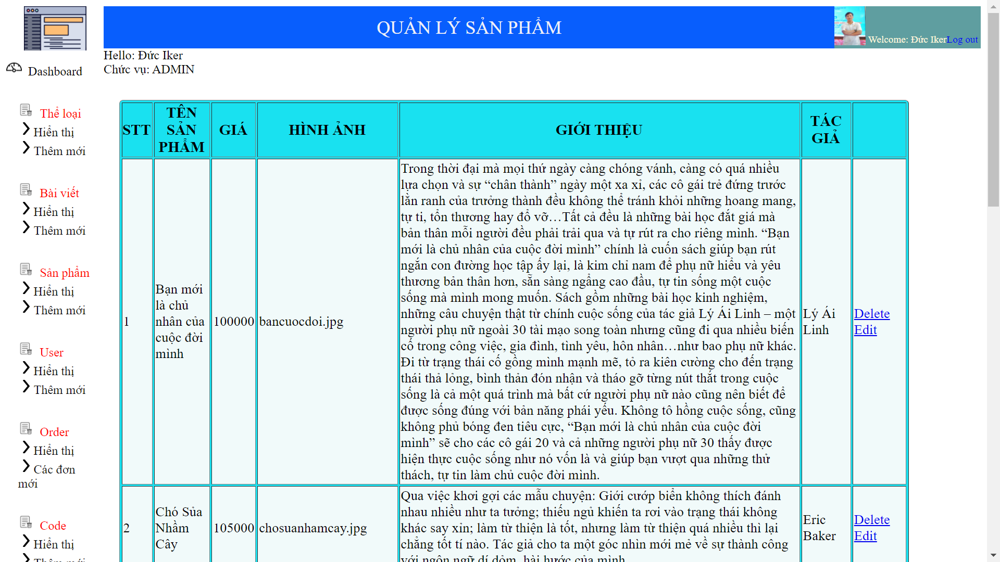 QUẢN LÝ SẢN PHẨM
Welcome: Đức Iker Log out
Hello: Đức Iker
Chức vụ: ADMIN
Dashboard
Thể loại
Hiển thị
Thêm mới
Bài viết
Hiển thị
Thêm mới
Sản phẩm
Hiển thị
Thêm mới
User
Hiển thị
Thêm mới
Order
Hiển thị
Các đơn
mới
Code
Hiển thị
Thêm mới
STT
TÊN
SẢN
PHẨM
GIÁ
HÌNH ẢNH
GIỚI THIỆU
TÁC
GIẢ
1
Bạn mới
là chủ
nhân của
cuộc đời
mình
100000
bancuocdoi.jpg
Trong thời đại mà mọi thứ ngày càng chóng vánh, càng có quá nhiều
lựa chọn và sự “chân thành” ngày một xa xỉ, các cô gái trẻ đứng trước
lằn ranh của trưởng thành đều không thể tránh khỏi những hoang mang,
tự ti, tổn thương hay đổ vỡ…Tất cả đều là những bài học đắt giá mà
bản thân mỗi người đều phải trải qua và tự rút ra cho riêng mình. “Bạn
mới là chủ nhân của cuộc đời mình” chính là cuốn sách giúp bạn rút
ngắn con đường học tập ấy lại, là kim chỉ nam để phụ nữ hiểu và yêu
thương bản thân hơn, sẵn sàng ngẩng cao đầu, tự tin sống một cuộc
sống mà mình mong muốn. Sách gồm những bài học kinh nghiệm,
những câu chuyện thật từ chính cuộc sống của tác giả Lý Ái Linh – một
người phụ nữ ngoài 30 tài mạo song toàn nhưng cũng đi qua nhiều biến
cố trong công việc, gia đình, tình yêu, hôn nhân…như bao phụ nữ khác.
Đi từ trạng thái cố gồng mình mạnh mẽ, tỏ ra kiên cường cho đến trạng
thái thả lỏng, bình thản đón nhận và tháo gỡ từng nút thắt trong cuộc
sống là cả một quá trình mà bất cứ người phụ nữ nào cũng nên biết để
được sống đúng với bản năng phái yếu. Không tô hồng cuộc sống, cũng
không phủ bóng đen tiêu cực, “Bạn mới là chủ nhân của cuộc đời
mình” sẽ cho các cô gái 20 và cả những người phụ nữ 30 thấy được
hiện thực cuộc sống như nó vốn là và giúp bạn vượt qua những thử
thách, tự tin làm chủ cuộc đời mình.
Lý Ái
Linh
Delete
Edit
2
Chó Sủa
Nhầm
Cây
105000
chosuanhamcay.jpg
Qua việc khơi gợi các mẫu chuyện: Giới cướp biển không thích đánh
nhau nhiều như ta tưởng; thiếu ngủ khiến ta rơi vào trạng thái không
khác say xỉn; làm từ thiện là tốt, nhưng làm từ thiện quá nhiều thì lại
chẳng tốt tí nào. Tác giả cho ta một góc nhìn mới mẻ về sự thành công
với ngôn ngữ dí dỏm, hài hước của mình.
Eric
Baker
Delete
Edit